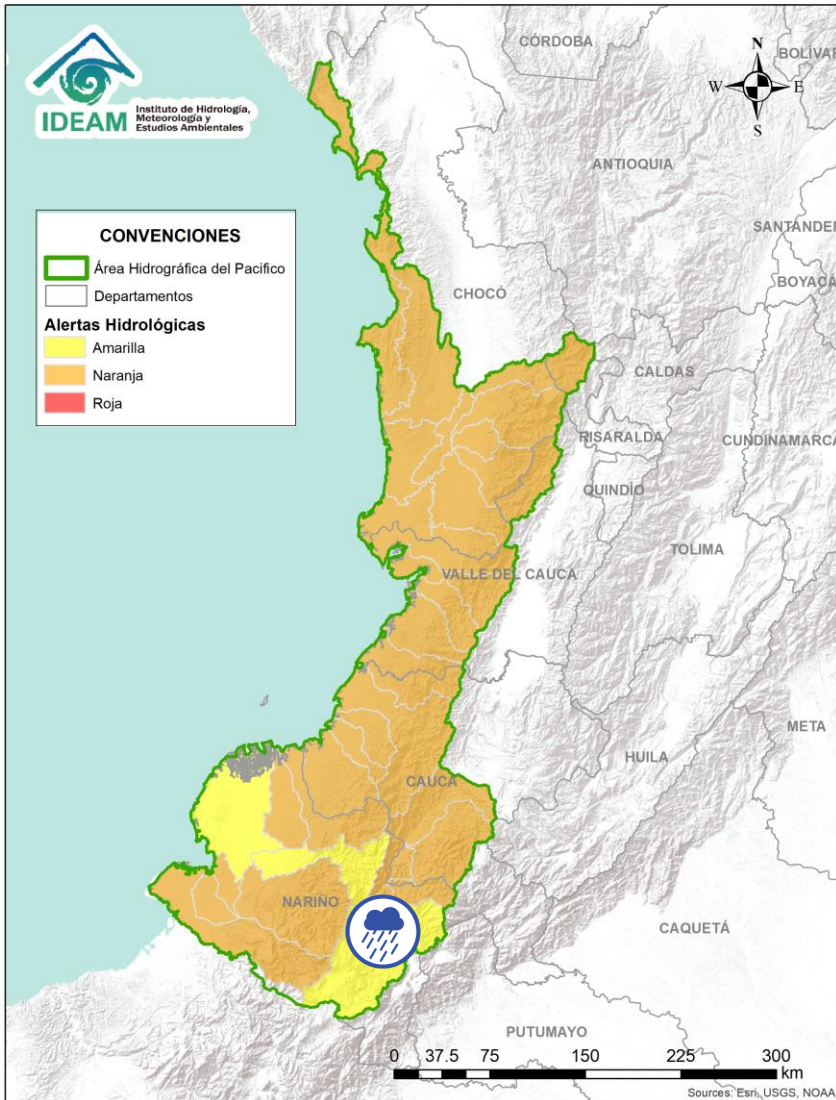 IDEAM
Instituto de Hidrología,
Meteorología y
Estudios Ambientales
CÓRDOBA
BOLÍVAR
N
W
E
S
ANTIOQUIA
SANTANDER
BOYACÁ
CONVENCIONES
Área Hidrográfica del Pacifico
Departamentos
Alertas Hidrológicas
Amarilla
Naranja
Roja
CHOCÓ
CALDAS
RISARALDA
CUNDINAMARCA
QUINDÍO
TOLIMA
VALLE DEL CAUCA
META
HUILA
CAUCA
NARIÑO
CAQUETÁ
PUTUMAYO
0 37.5 75 150 225 300
km
Sources: Esri, USGS, NOAA